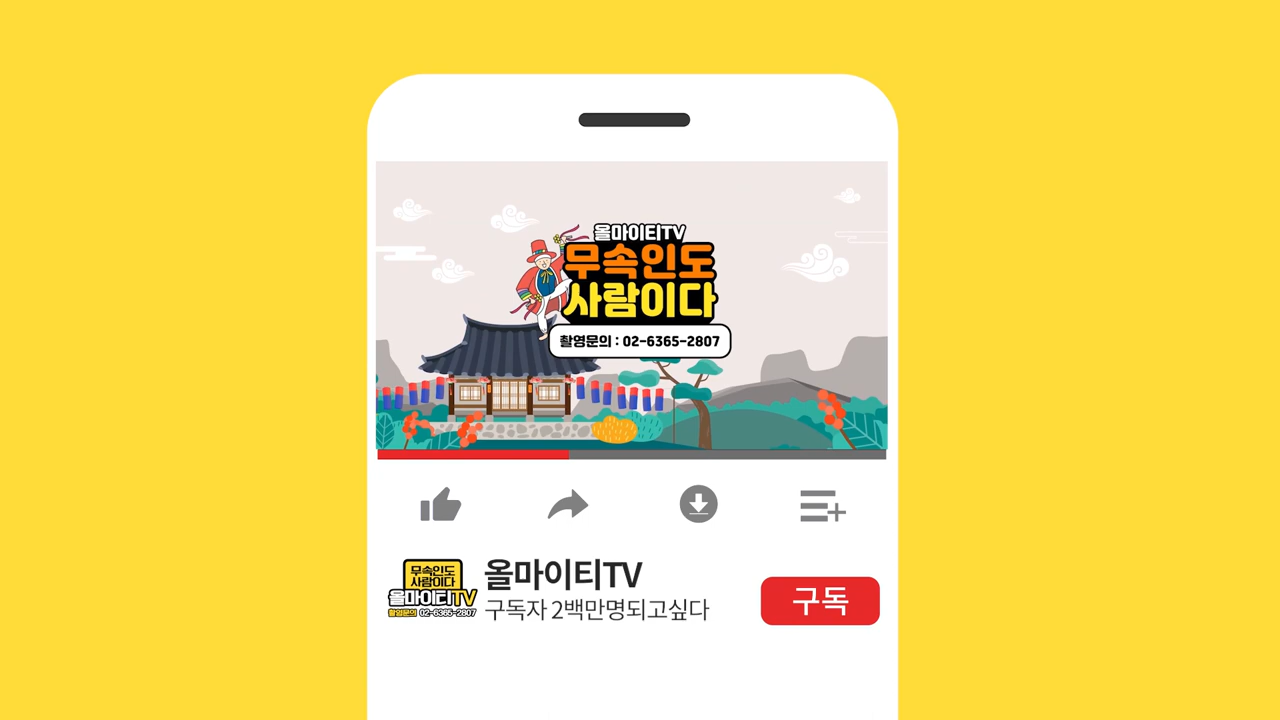 올마이티TV
무속인도
사람이다
촬영문의 : 02-6365-2807
무속인도
사람이다
올마이티TV
촬영문의 02-6365-2807
올마이티TV
구독자 2백만명되고싶다
구독